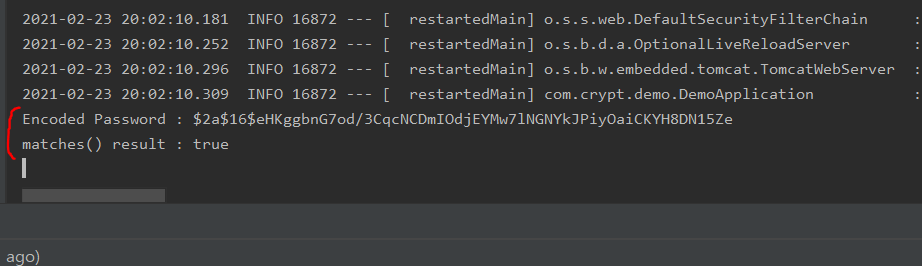 2021-02-23 20:02:10.181  INFO 16872 --- [  restartedMain] o.s.s.web.DefaultSecurityFilterChain     :
2021-02-23 20:02:10.252  INFO 16872 --- [  restartedMain] o.s.b.d.a.OptionalLiveReloadServer       :
2021-02-23 20:02:10.296  INFO 16872 --- [  restartedMain] o.s.b.w.embedded.tomcat.TomcatWebServer  :
2021-02-23 20:02:10.309  INFO 16872 --- [  restartedMain] com.crypt.demo.DemoApplication           :
Encoded Password : $2a$16$eHKggbnG7od/3CqcNCDmIOdjEYMw7lNGNYkJPiyOaiCKYH8DN15Ze
matches() result : true
ago)